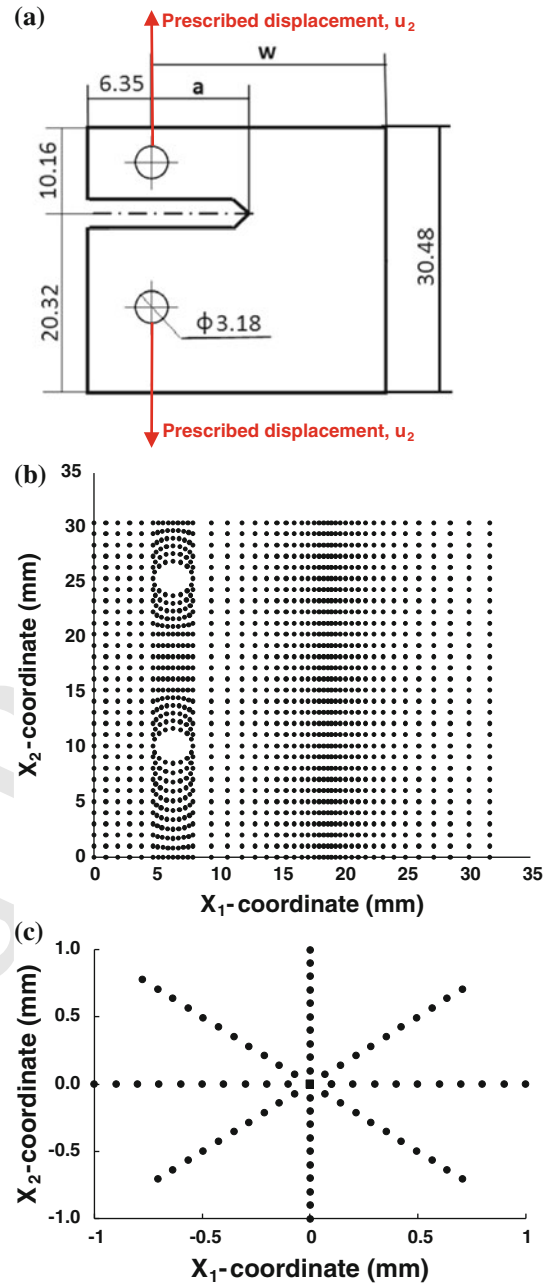 (a)
Prescribed displacement, u2
w
6.35
a
10.16
20.32
30.48
ϕ3.18
Prescribed displacement, u2
(b)
35
30
25
20
15
10
5
0
X2-coordinate (mm)
0 5 10 15 20 25 30 35
X1-coordinate (mm)
(c)
1.0
0.5
0.0
-0.5
-1.0
X2-coordinate (mm)
-1 -0.5 0 0.5 1
X1-coordinate (mm)